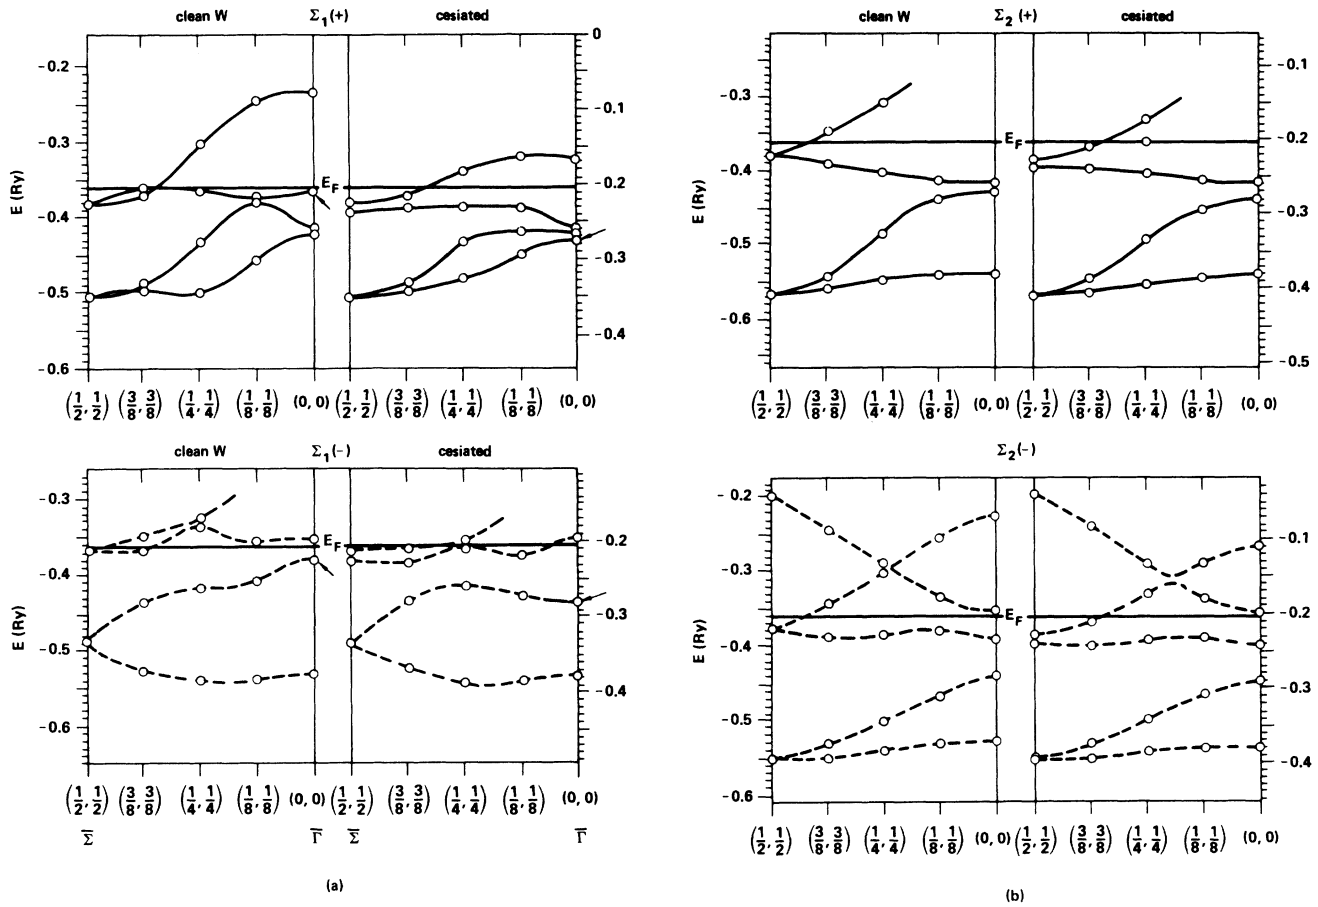 clean W Σ₁(+) cesiated
E (Ry)
-0.2
-0.3
-0.4
-0.5
-0.6
E_F
0
-0.1
-0.2
-0.3
-0.4
(1/2, 1/2) (3/8, 3/8) (1/4, 1/4) (1/8, 1/8) (0, 0) (1/2, 1/2) (3/8, 3/8) (1/4, 1/4) (1/8, 1/8) (0, 0)
clean W Σ₁(-) cesiated
E (Ry)
-0.3
-0.4
-0.5
-0.6
E_F
-0.2
-0.3
-0.4
(1/2, 1/2) (3/8, 3/8) (1/4, 1/4) (1/8, 1/8) (0, 0) (1/2, 1/2) (3/8, 3/8) (1/4, 1/4) (1/8, 1/8) (0, 0)
Σ̅ Γ̅ Σ̅ Γ̅
(a)
clean W Σ₂ (+) cesiated
E (Ry)
-0.3
-0.4
-0.5
-0.6
E_F
-0.1
-0.2
-0.3
-0.4
-0.5
(1/2, 1/2) (3/8, 3/8) (1/4, 1/4) (1/8, 1/8) (0, 0) (1/2, 1/2) (3/8, 3/8) (1/4, 1/4) (1/8, 1/8) (0, 0)
Σ₂(-)
E (Ry)
-0.2
-0.3
-0.4
-0.5
-0.6
E_F
-0.1
-0.2
-0.3
-0.4
(1/2, 1/2) (3/8, 3/8) (1/4, 1/4) (1/8, 1/8) (0, 0) (1/2, 1/2) (3/8, 3/8) (1/4, 1/4) (1/8, 1/8) (0, 0)
(b)